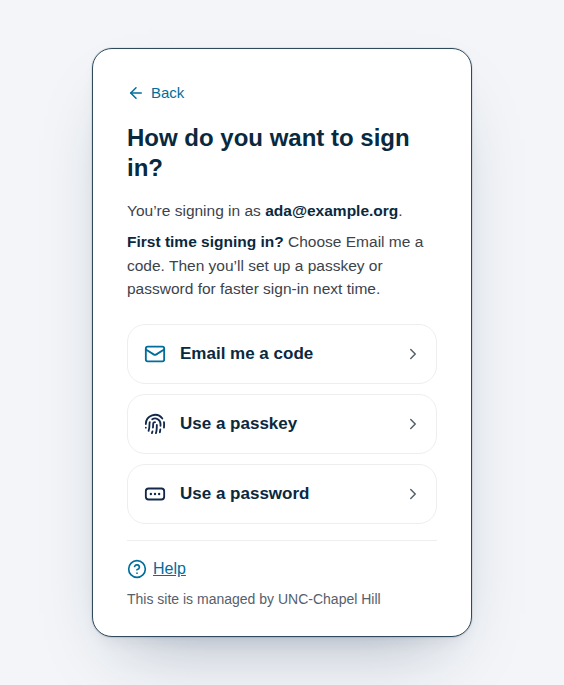 Back
How do you want to sign
in?
You’re signing in as ada@example.org.
First time signing in? Choose Email me a
code. Then you’ll set up a passkey or
password for faster sign-in next time.
Email me a code
Use a passkey
Use a password
Help
This site is managed by UNC-Chapel Hill